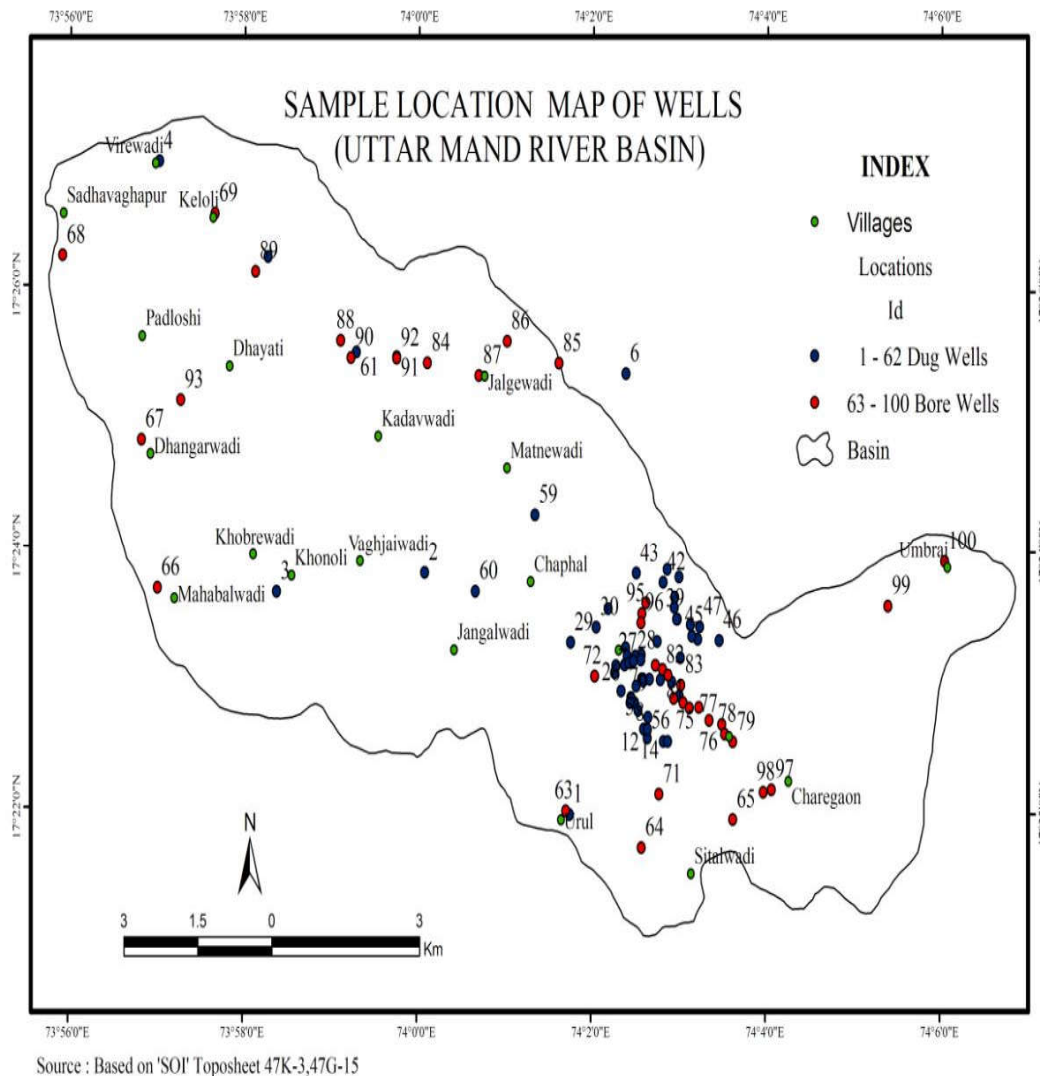 73°56'0"E 73°58'0"E 74°0'0"E 74°2'0"E 74°4'0"E 74°6'0"E
SAMPLE LOCATION MAP OF WELLS
(UTTAR MAND RIVER BASIN)
INDEX
Villages
Locations
Id
1 - 62 Dug Wells
63 - 100 Bore Wells
Basin
Virewadi 4
Sadhavaghapur
Keloli 69
68
17°26'0"N
Padloshi
88
90
61
92
91
84
86
87
85
6
Dhayati
Jalgewadi
93
67
Dhangarwadi
Kadavwadi
Matnewadi
59
17°24'0"N
Khobrewadi
Khonoli
Vaghjaiwadi
2
3
66
Mahabalwadi
60
Chaphal
43
42
95
96
39
30
29
45
47
46
Umbraj 100
99
Jangalwadi
27
28
72
82
83
75
77
78
76
79
56
12
14
71
17°22'0"N
63
1
Urul
64
65
98
97
Charegaon
Sitalwadi
N
3 1.5 0 3
Km
73°56'0"E 73°58'0"E 74°0'0"E 74°2'0"E 74°4'0"E 74°6'0"E
Source : Based on 'SOI' Toposheet 47K-3,47G-15